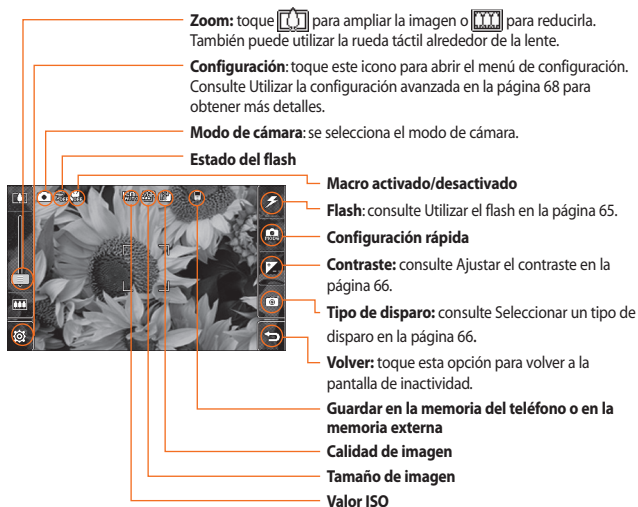 Zoom: toque para ampliar la imagen o para reducirla.
También puede utilizar la rueda táctil alrededor de la lente.
Configuración: toque este icono para abrir el menú de configuración.
Consulte Utilizar la configuración avanzada en la página 68 para
obtener más detalles.
Modo de cámara: se selecciona el modo de cámara.
Estado del flash
Macro activado/desactivado
Flash: consulte Utilizar el flash en la página 65.
Configuración rápida
Contraste: consulte Ajustar el contraste en la
página 66.
Tipo de disparo: consulte Seleccionar un tipo de
disparo en la página 66.
Volver: toque esta opción para volver a la
pantalla de inactividad.
Guardar en la memoria del teléfono o en la
memoria externa
Calidad de imagen
Tamaño de imagen
Valor ISO
OFF
OFF
MODE